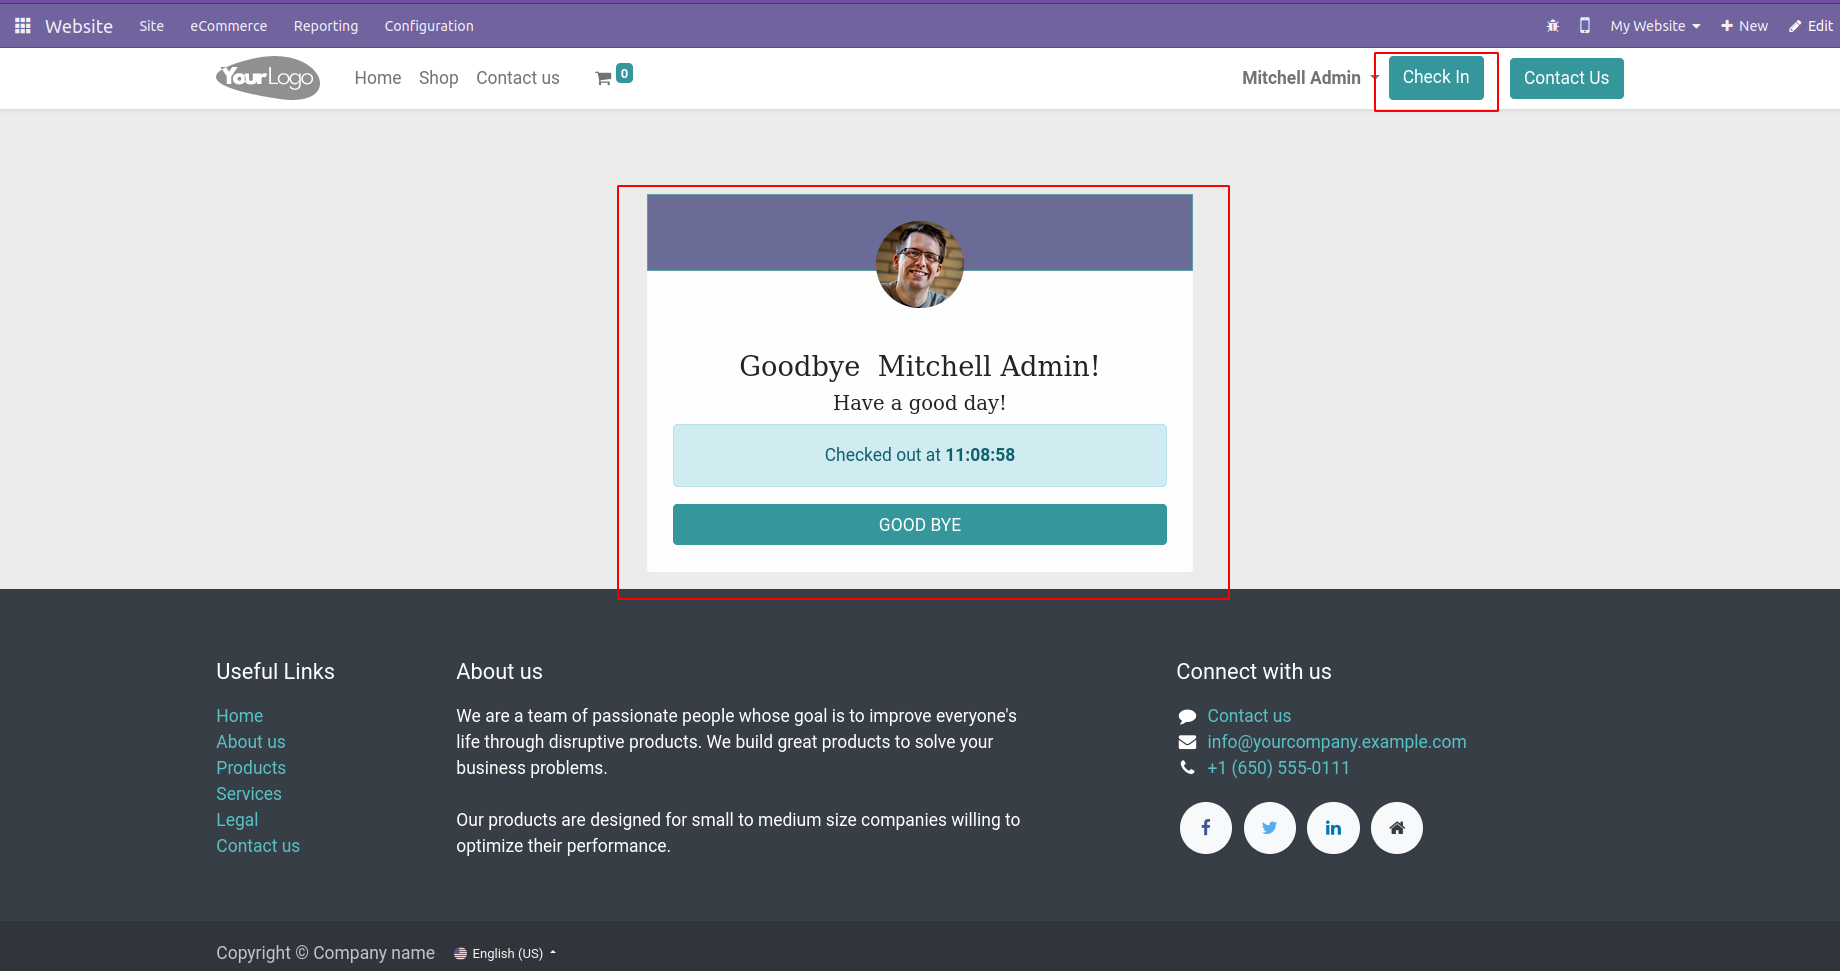 Website Site eCommerce Reporting Configuration My Website New Edit
YourLogo Home Shop Contact us 0 Mitchell Admin Check In Contact Us
Goodbye Mitchell Admin!
Have a good day!
Checked out at 11:08:58
GOOD BYE
Useful Links
Home
About us
Products
Services
Legal
Contact us
About us
We are a team of passionate people whose goal is to improve everyone's
life through disruptive products. We build great products to solve your
business problems.
Our products are designed for small to medium size companies willing to
optimize their performance.
Connect with us
Contact us
info@yourcompany.example.com
+1 (650) 555-0111
Copyright © Company name English (US)